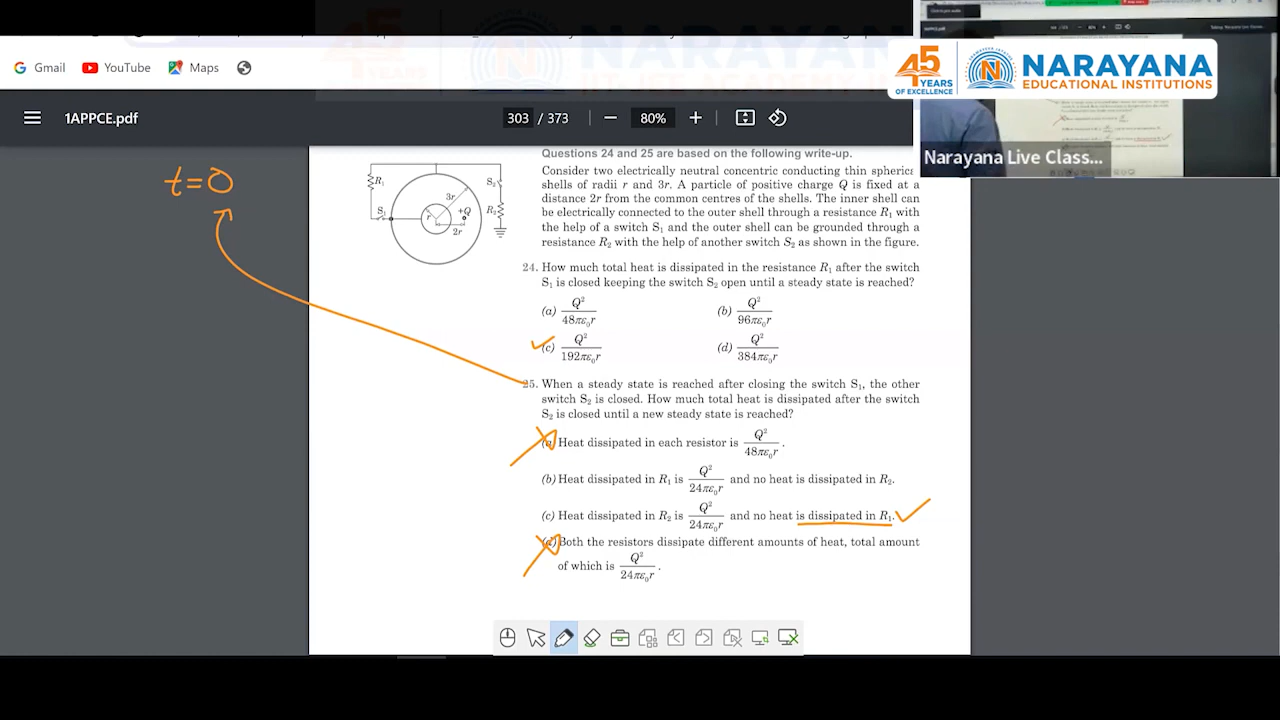 45 YEARS OF EXCELLENCE
NARAYANA
EDUCATIONAL INSTITUTIONS
Gmail YouTube Maps
1APPCE.pdf
303 / 373
80%
Narayana Live Class...
t=0
R₁
S₁
3r
r
+Q
2r
S₂
R₂
Questions 24 and 25 are based on the following write-up.
Consider two electrically neutral concentric conducting thin spherical
shells of radii r and 3r. A particle of positive charge Q is fixed at a
distance 2r from the common centres of the shells. The inner shell can
be electrically connected to the outer shell through a resistance R₁ with
the help of a switch S₁ and the outer shell can be grounded through a
resistance R₂ with the help of another switch S₂ as shown in the figure.
24. How much total heat is dissipated in the resistance R₁ after the switch
S₁ is closed keeping the switch S₂ open until a steady state is reached?
(a) Q²/48πε₀r (b) Q²/96πε₀r
(c) Q²/192πε₀r (d) Q²/384πε₀r
25. When a steady state is reached after closing the switch S₁, the other
switch S₂ is closed. How much total heat is dissipated after the switch
S₂ is closed until a new steady state is reached?
(a) Heat dissipated in each resistor is Q²/48πε₀r.
(b) Heat dissipated in R₁ is Q²/24πε₀r and no heat is dissipated in R₂.
(c) Heat dissipated in R₂ is Q²/24πε₀r and no heat is dissipated in R₁.
(d) Both the resistors dissipate different amounts of heat, total amount
of which is Q²/24πε₀r.